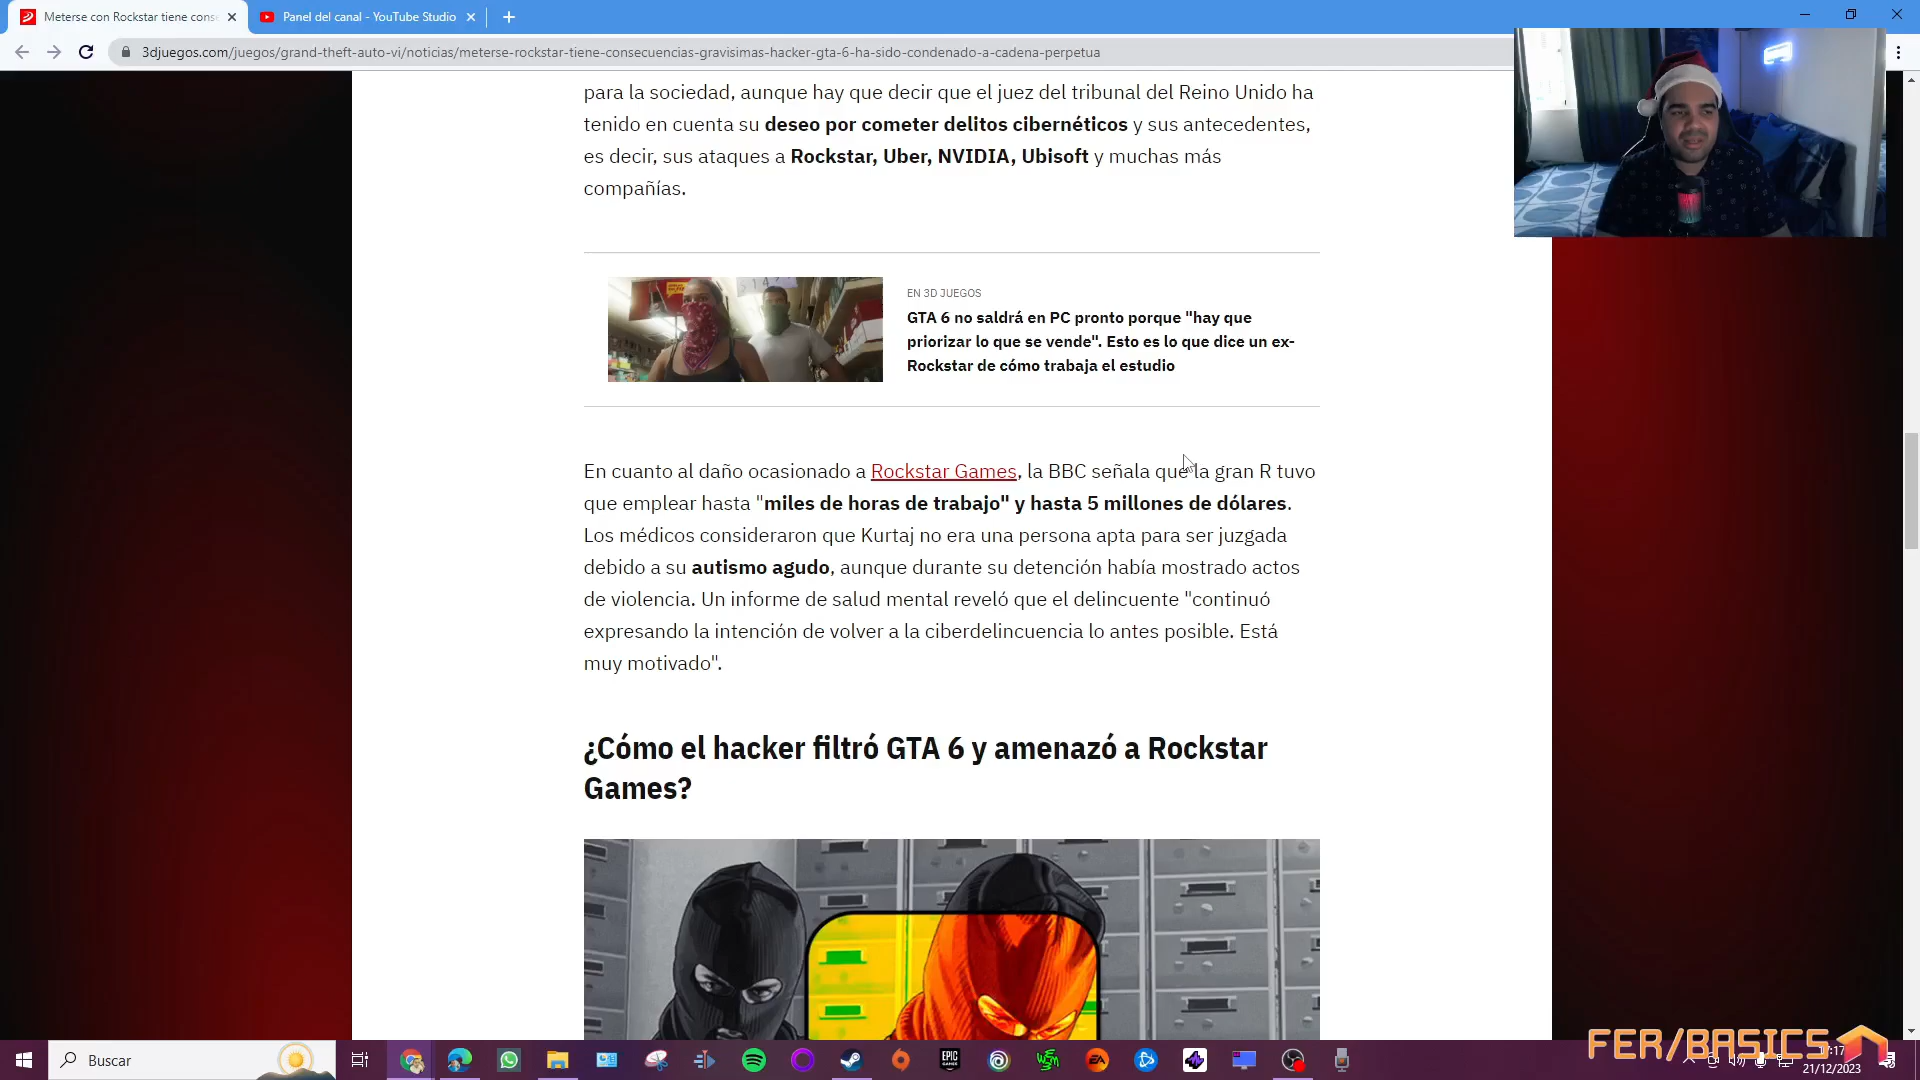 Meterse con Rockstar tiene cons
Panel del canal - YouTube Studio
3djuegos.com/juegos/grand-theft-auto-vi/noticias/meterse-rockstar-tiene-consecuencias-gravisimas-hacker-gta-6-ha-sido-condenado-a-cadena-perpetua
para la sociedad, aunque hay que decir que el juez del tribunal del Reino Unido ha
tenido en cuenta su deseo por cometer delitos cibernéticos y sus antecedentes,
es decir, sus ataques a Rockstar, Uber, NVIDIA, Ubisoft y muchas más
compañías.
EN 3D JUEGOS
GTA 6 no saldrá en PC pronto porque "hay que
priorizar lo que se vende". Esto es lo que dice un ex-
Rockstar de cómo trabaja el estudio
En cuanto al daño ocasionado a Rockstar Games, la BBC señala que la gran R tuvo
que emplear hasta "miles de horas de trabajo" y hasta 5 millones de dólares.
Los médicos consideraron que Kurtaj no era una persona apta para ser juzgada
debido a su autismo agudo, aunque durante su detención había mostrado actos
de violencia. Un informe de salud mental reveló que el delincuente "continuó
expresando la intención de volver a la ciberdelincuencia lo antes posible. Está
muy motivado".
¿Cómo el hacker filtró GTA 6 y amenazó a Rockstar
Games?
FER/BASICS
Buscar
EPIC
GAMES
EA
17:17
21/12/2023